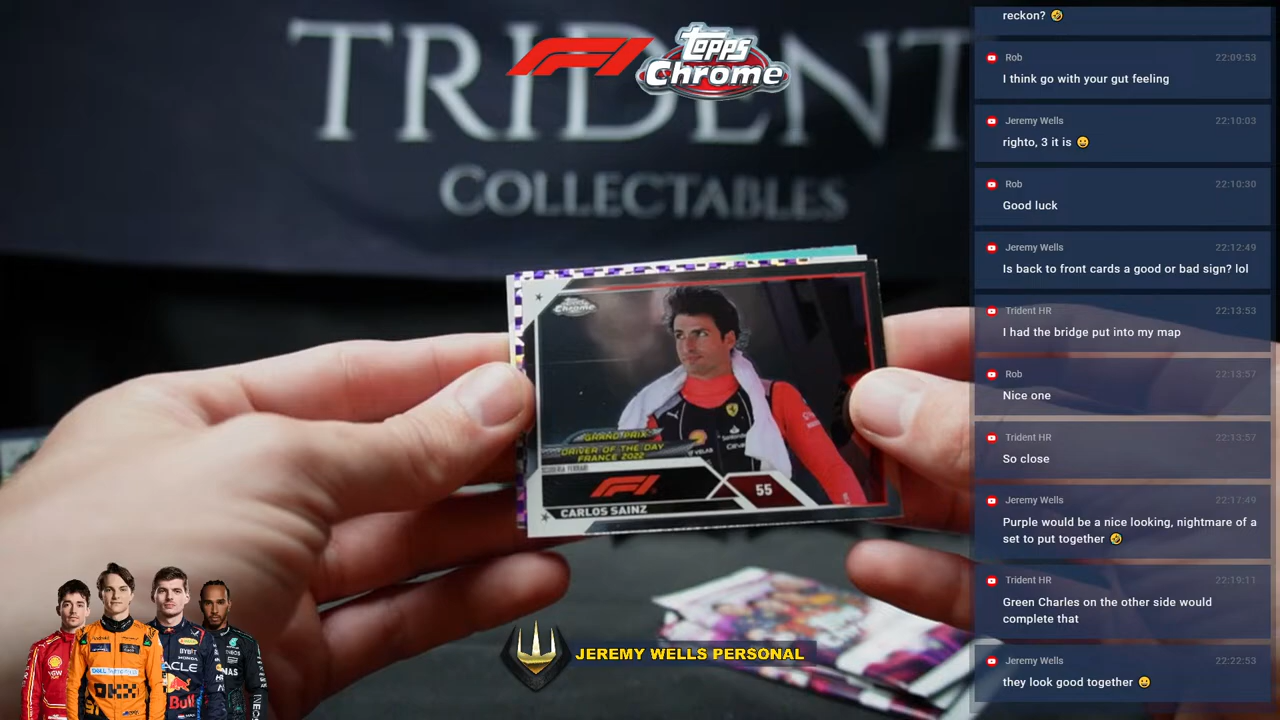 TRIDENT
COLLECTABLES
F1
TOPPS
Chrome
TOPPS
Chrome
GRAND PRIX
DRIVER OF THE DAY
FRANCE 2022
SCUDERIA FERRARI
F1
55
CARLOS SAINZ
JEREMY WELLS PERSONAL
reckon? 🤣
Rob 22:09:53
I think go with your gut feeling
Jeremy Wells 22:10:03
righto, 3 it is 😀
Rob 22:10:30
Good luck
Jeremy Wells 22:12:49
Is back to front cards a good or bad sign? lol
Trident HR 22:13:53
I had the bridge put into my map
Rob 22:13:57
Nice one
Trident HR 22:13:57
So close
Jeremy Wells 22:17:49
Purple would be a nice looking, nightmare of a
set to put together 🤣
Trident HR 22:19:11
Green Charles on the other side would
complete that
Jeremy Wells 22:22:53
they look good together 😀